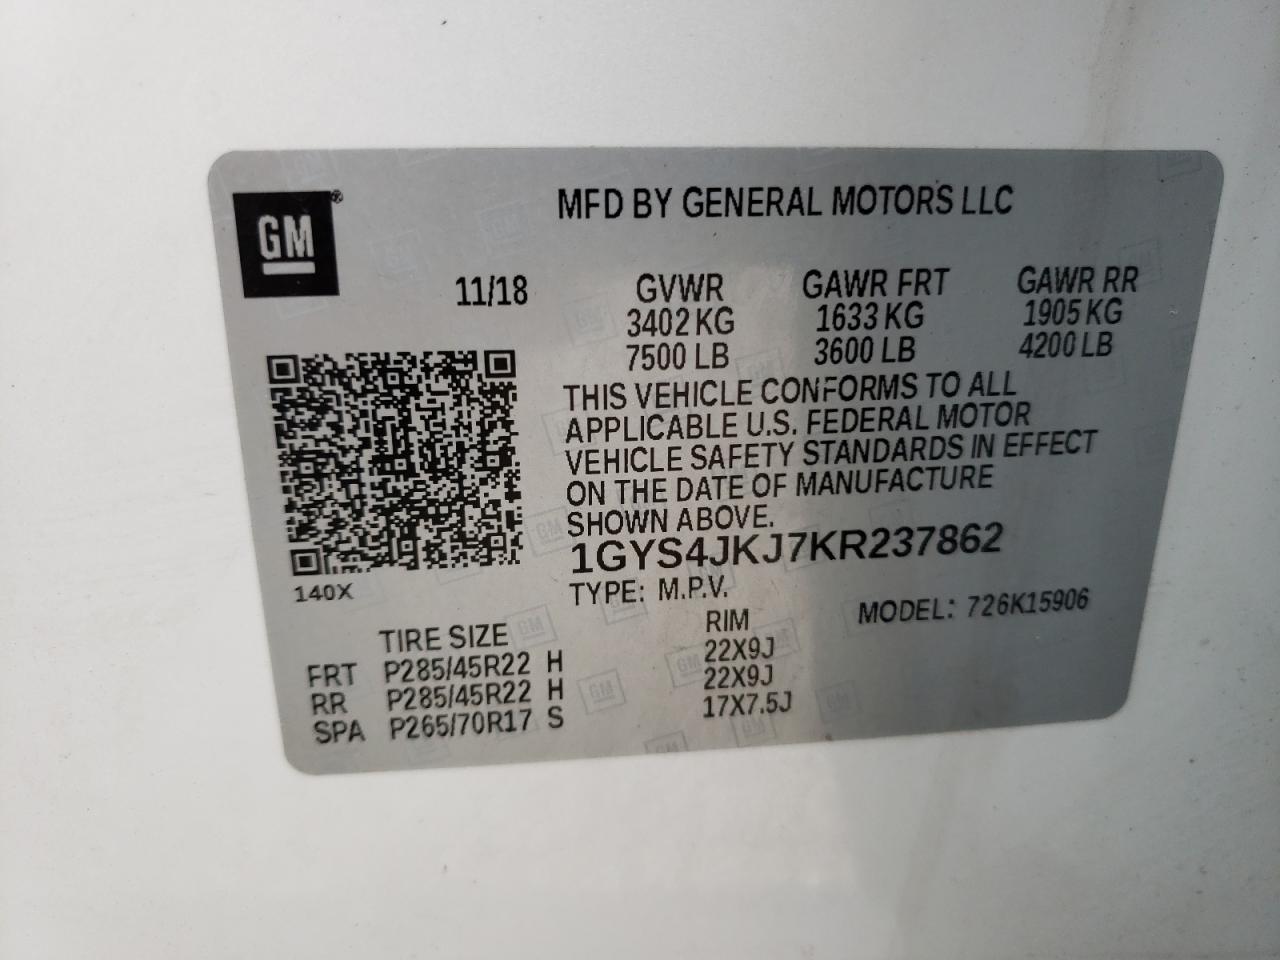 GM®
MFD BY GENERAL MOTORS LLC
11/18
GVWR GAWR FRT GAWR RR
3402 KG 1633 KG 1905 KG
7500 LB 3600 LB 4200 LB
THIS VEHICLE CONFORMS TO ALL
APPLICABLE U.S. FEDERAL MOTOR
VEHICLE SAFETY STANDARDS IN EFFECT
ON THE DATE OF MANUFACTURE
SHOWN ABOVE.
1GYS4JKJ7KR237862
140X
TYPE: M.P.V. MODEL: 726K15906
TIRE SIZE RIM
FRT P285/45R22 H 22X9J
RR P285/45R22 H 22X9J
SPA P265/70R17 S 17X7.5J